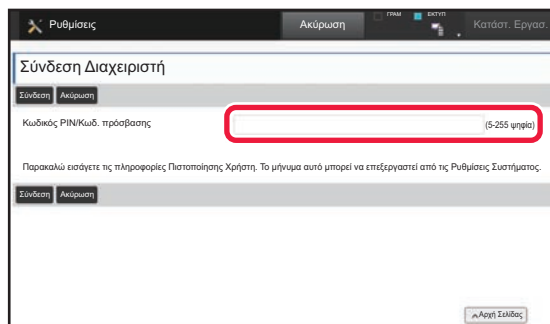 Ρυθμίσεις
Ακύρωση
ΓΡΑΜ
ΕΚΤΥΠ
Κατάστ. Εργασ.
Σύνδεση Διαχειριστή
Σύνδεση Ακύρωση
Κωδικός PIN/Κωδ. πρόσβασης
(5-255 ψηφία)
Παρακαλώ εισάγετε τις πληροφορίες Πιστοποίησης Χρήστη. Το μήνυμα αυτό μπορεί να επεξεργαστεί από τις Ρυθμίσεις Συστήματος.
Σύνδεση Ακύρωση
Αρχή Σελίδας